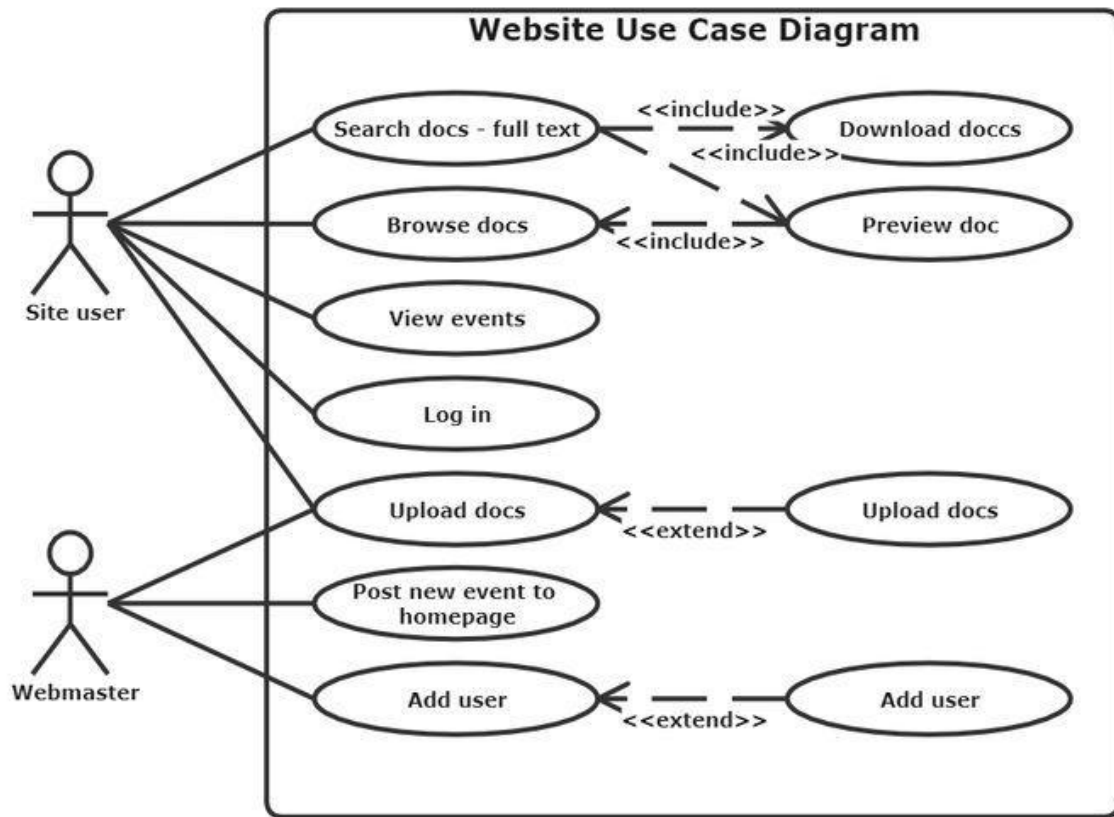 Website Use Case Diagram
Search docs - full text
<<include>>
Download doccs
<<include>>
Browse docs
<<include>>
Preview doc
Site user
View events
Log in
Upload docs
<<extend>>
Upload docs
Post new event to
homepage
Webmaster
Add user
<<extend>>
Add user